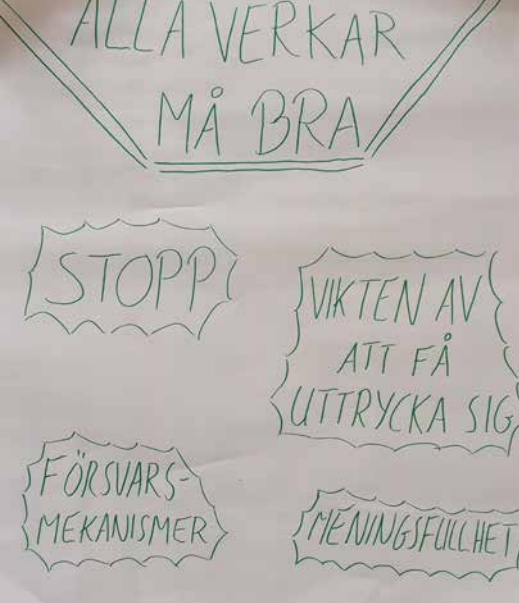 ALLA VERKAR
MÅ BRA
STOPP
VIKTEN AV
ATT FÅ
UTTRYCKA SIG
FÖRSVARS-
MEKANISMER
MENINGSFULLHET